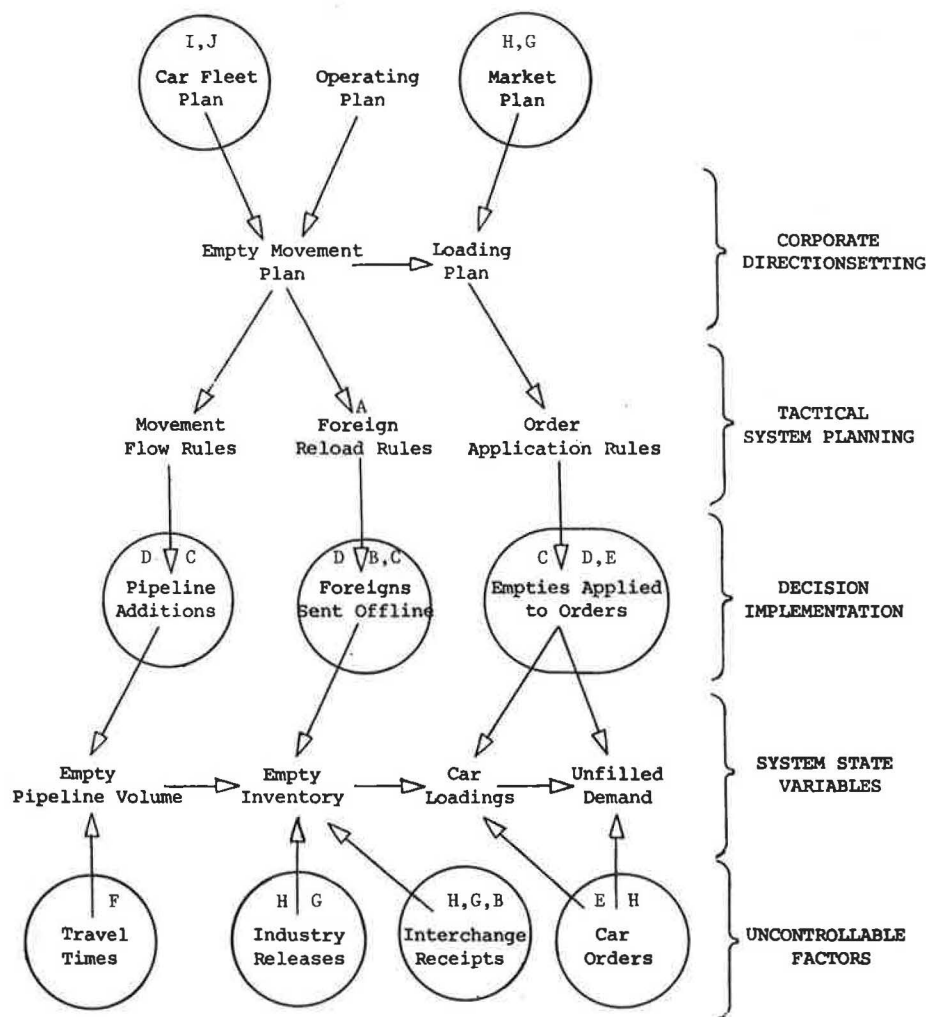 I,J
Car Fleet
Plan
Operating
Plan
H,G
Market
Plan
Empty Movement
Plan
Loading
Plan
CORPORATE
DIRECTIONSETTING
Movement
Flow Rules
A
Foreign
Reload Rules
Order
Application Rules
TACTICAL
SYSTEM PLANNING
D C
Pipeline
Additions
D B,C
Foreigns
Sent Offline
C D,E
Empties Applied
to Orders
DECISION
IMPLEMENTATION
Empty
Pipeline Volume
Empty
Inventory
Car
Loadings
Unfilled
Demand
SYSTEM STATE
VARIABLES
F
Travel
Times
H G
Industry
Releases
H,G,B
Interchange
Receipts
E H
Car
Orders
UNCONTROLLABLE
FACTORS